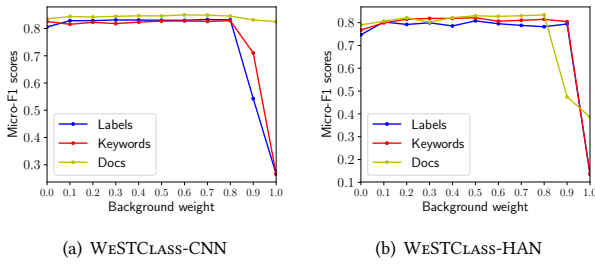 0.8
0.7
0.6
0.5
0.4
0.3
Micro-F1 scores
Labels
Keywords
Docs
0.0 0.1 0.2 0.3 0.4 0.5 0.6 0.7 0.8 0.9 1.0
Background weight
(a) WeSTClass-CNN
0.8
0.7
0.6
0.5
0.4
0.3
0.2
0.1
Micro-F1 scores
Labels
Keywords
Docs
0.0 0.1 0.2 0.3 0.4 0.5 0.6 0.7 0.8 0.9 1.0
Background weight
(b) WeSTClass-HAN